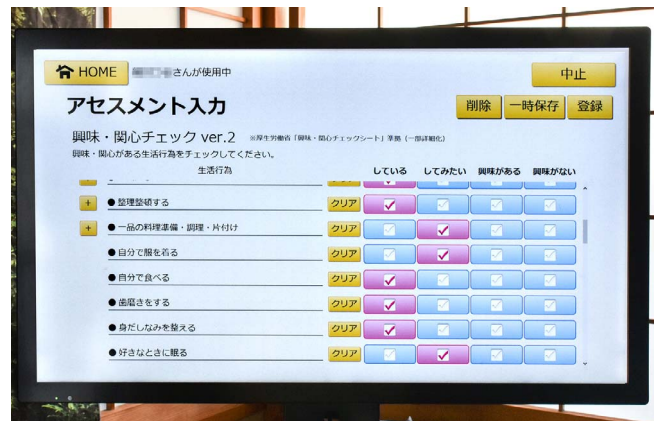 HOME さんが使用中 中止
アセスメント入力 削除 一時保存 登録
興味・関心チェック ver.2 ※厚生労働省「興味・関心チェックシート」準拠（一部詳細化）
興味・関心がある生活行為をチェックしてください。
生活行為 している してみたい 興味がある 興味がない
+ ●整理整頓する クリア
+ ●一品の料理準備・調理・片付け クリア
●自分で服を着る クリア
●自分で食べる クリア
●歯磨きをする クリア
●身だしなみを整える クリア
●好きなときに眠る クリア